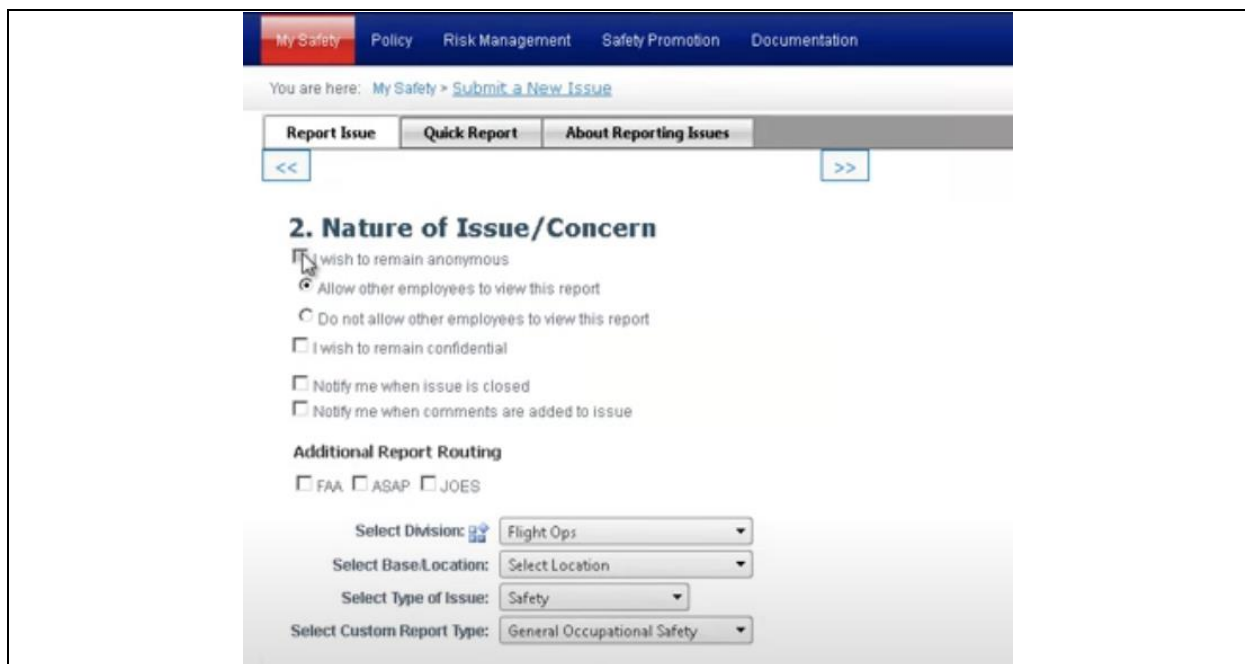 My Safety Policy Risk Management Safety Promotion Documentation
You are here: My Safety > Submit a New Issue
Report Issue Quick Report About Reporting Issues
<< >>
2. Nature of Issue/Concern
I wish to remain anonymous
Allow other employees to view this report
Do not allow other employees to view this report
I wish to remain confidential
Notify me when issue is closed
Notify me when comments are added to issue
Additional Report Routing
FAA ASAP JOES
Select Division: Flight Ops
Select Base/Location: Select Location
Select Type of Issue: Safety
Select Custom Report Type: General Occupational Safety